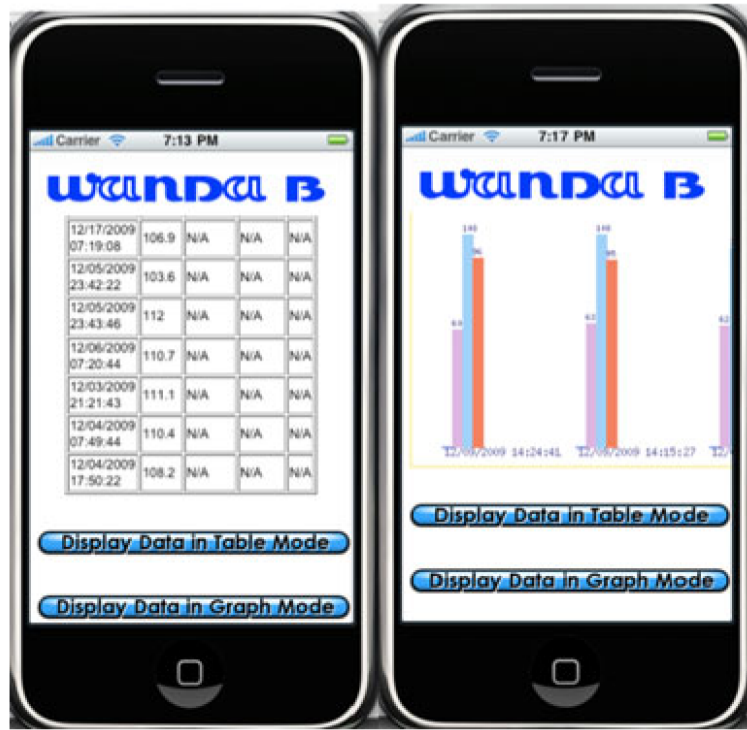 Carrier 7:13 PM
WANDA B
12/17/2009
07:19:08 106.9 N/A N/A N/A
12/05/2009
23:42:22 103.6 N/A N/A N/A
12/05/2009
23:43:46 112 N/A N/A N/A
12/06/2009
07:20:44 110.7 N/A N/A N/A
12/03/2009
21:21:43 111.1 N/A N/A N/A
12/04/2009
07:49:44 110.4 N/A N/A N/A
12/04/2009
17:50:22 108.2 N/A N/A N/A
Display Data in Table Mode
Display Data in Graph Mode
Carrier 7:17 PM
WANDA B
96
95
62
14:24:41 14:15:27
Display Data in Table Mode
Display Data in Graph Mode